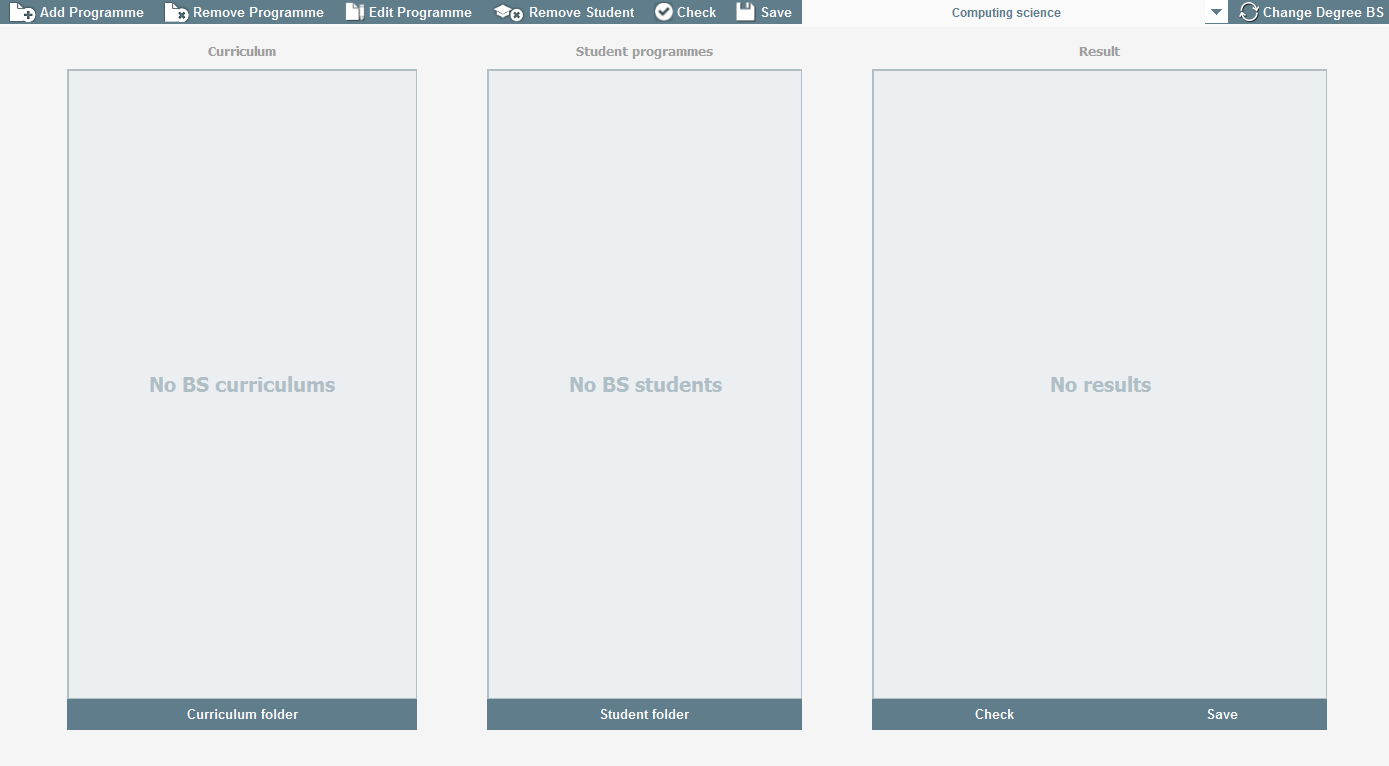 Add Programme Remove Programme Edit Programme Remove Student Check Save Computing science Change Degree BS
Curriculum Student programmes Result
No BS curriculums No BS students No results
Curriculum folder Student folder Check Save